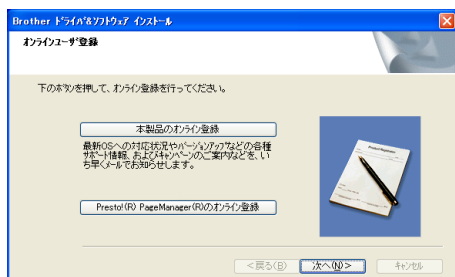 Brother ﾄﾞﾗｲﾊﾞ&ｿﾌﾄｳｪｱ ｲﾝｽﾄｰﾙ
ｵﾝﾗｲﾝﾕｰｻﾞ登録
下のﾎﾞﾀﾝを押して、ｵﾝﾗｲﾝ登録を行ってください。
本製品のｵﾝﾗｲﾝ登録
最新OSへの対応状況やﾊﾞｰｼﾞｮﾝｱｯﾌﾟなどの各種
ｻﾎﾟｰﾄ情報、およびｷｬﾝﾍﾟｰﾝのご案内などを、い
ち早くﾒｰﾙでお知らせします。
Product Registration
Presto!(R) PageManager(R)のｵﾝﾗｲﾝ登録
<戻る(B)
次へ(N)>
ｷｬﾝｾﾙ